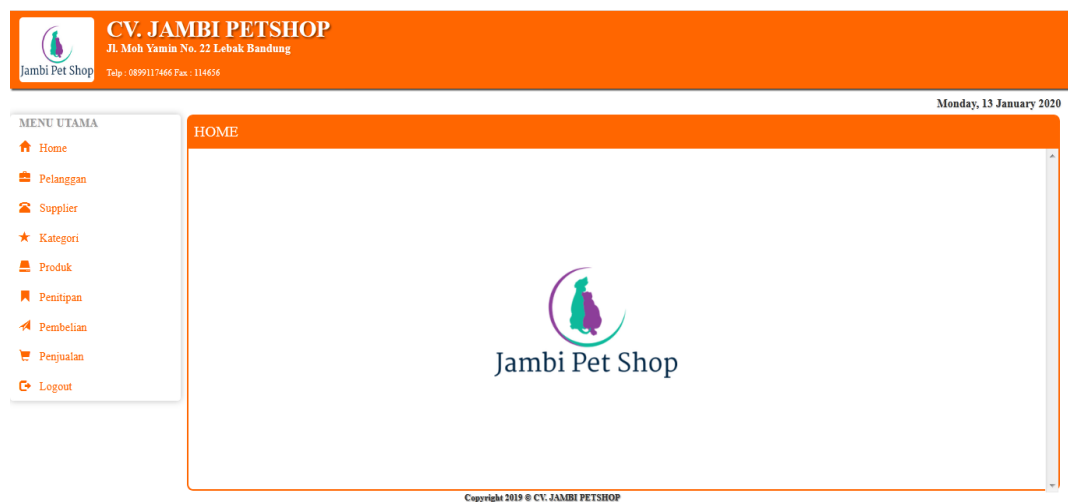 Jambi Pet Shop
CV. JAMBI PETSHOP
Jl. Moh Yamin No. 22 Lebak Bandung
Telp : 0899117466 Fax : 114656
Monday, 13 January 2020
MENU UTAMA
Home
Pelanggan
Supplier
Kategori
Produk
Penitipan
Pembelian
Penjualan
Logout
HOME
Jambi Pet Shop
Copyright 2019 © CV. JAMBI PETSHOP